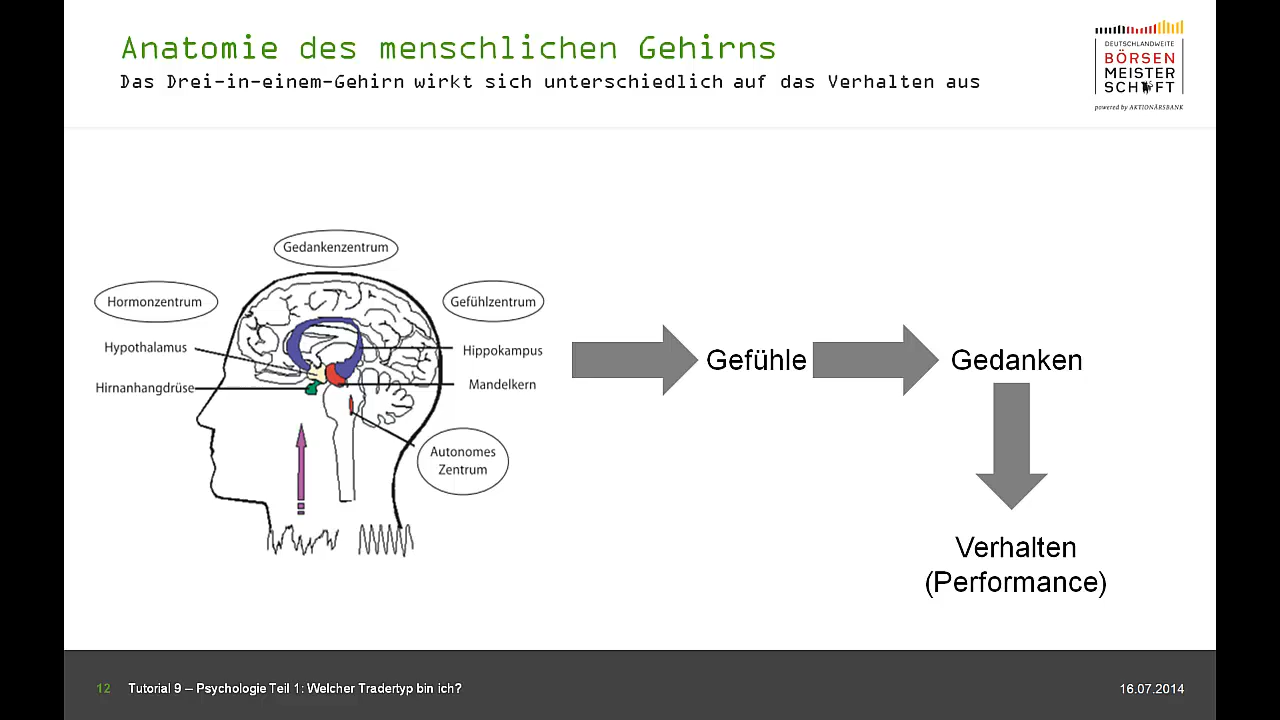 Anatomie des menschlichen Gehirns
Das Drei-in-einem-Gehirn wirkt sich unterschiedlich auf das Verhalten aus
DEUTSCHLANDWEITE
BÖRSEN
MEISTER
SCHAFT
powered by AKTIONÄRSBANK
Gedankenzentrum
Hormonzentrum
Gefühlzentrum
Hypothalamus
Hippokampus
Hirnanhangdrüse
Mandelkern
Autonomes
Zentrum
Gefühle
Gedanken
Verhalten
(Performance)
12 Tutorial 9 – Psychologie Teil 1: Welcher Tradertyp bin ich?
16.07.2014